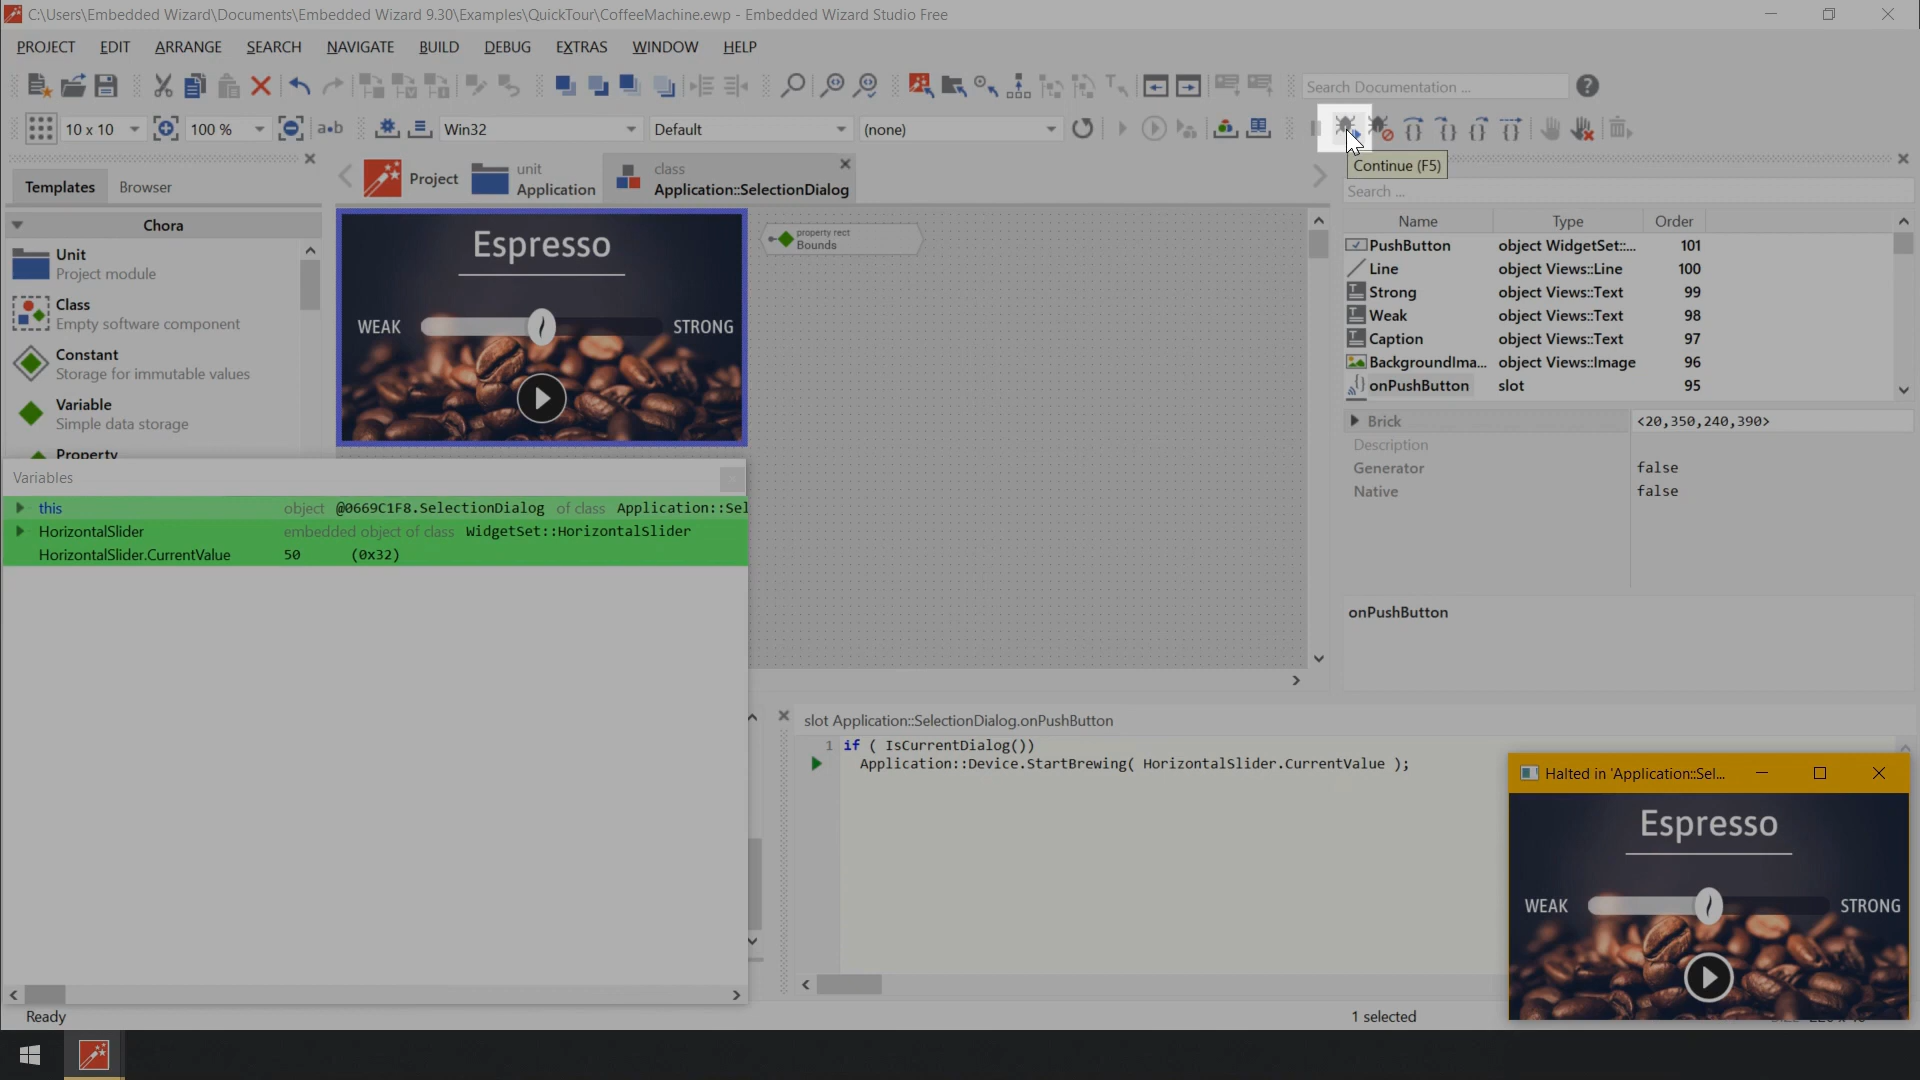 C:\Users\Embedded Wizard\Documents\Embedded Wizard 9.30\Examples\QuickTour\CoffeeMachine.ewp - Embedded Wizard Studio Free
PROJECT EDIT ARRANGE SEARCH NAVIGATE BUILD DEBUG EXTRAS WINDOW HELP
Search Documentation ...
10 x 10 100 % a•b Win32 Default (none)
Continue (F5)
Templates Browser
Project
unit
Application
class
Application::SelectionDialog
Search ...
Chora
Unit
Project module
Class
Empty software component
Constant
Storage for immutable values
Variable
Simple data storage
Property
Espresso
WEAK STRONG
property rect
Bounds
Name Type Order
PushButton object WidgetSet::... 101
Line object Views::Line 100
Strong object Views::Text 99
Weak object Views::Text 98
Caption object Views::Text 97
BackgroundIma... object Views::Image 96
onPushButton slot 95
Brick <20,350,240,390>
Description
Generator false
Native false
onPushButton
Variables
this object @0669C1F8.SelectionDialog of class Application::Sel
HorizontalSlider embedded object of class WidgetSet::HorizontalSlider
HorizontalSlider.CurrentValue 50 (0x32)
slot Application::SelectionDialog.onPushButton
1 if ( IsCurrentDialog())
Application::Device.StartBrewing( HorizontalSlider.CurrentValue );
Halted in 'Application::Sel...
Espresso
WEAK STRONG
Ready
1 selected